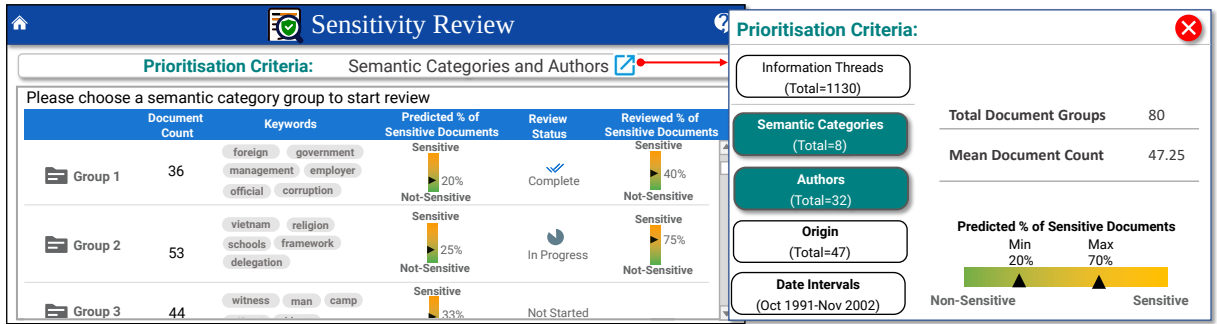 Sensitivity Review
Prioritisation Criteria: Semantic Categories and Authors
Please choose a semantic category group to start review
Document Count Keywords Predicted % of Sensitive Documents Review Status Reviewed % of Sensitive Documents
Group 1
36
foreign government
management employer
official corruption
Sensitive
20%
Not-Sensitive
Complete
Sensitive
40%
Not-Sensitive
Group 2
53
vietnam religion
schools framework
delegation
Sensitive
25%
Not-Sensitive
In Progress
Sensitive
75%
Not-Sensitive
Group 3
44
witness man camp
Sensitive
33%
Not Started
Prioritisation Criteria:
Information Threads
(Total=1130)
Semantic Categories
(Total=8)
Authors
(Total=32)
Origin
(Total=47)
Date Intervals
(Oct 1991-Nov 2002)
Total Document Groups 80
Mean Document Count 47.25
Predicted % of Sensitive Documents
Min Max
20% 70%
Non-Sensitive Sensitive